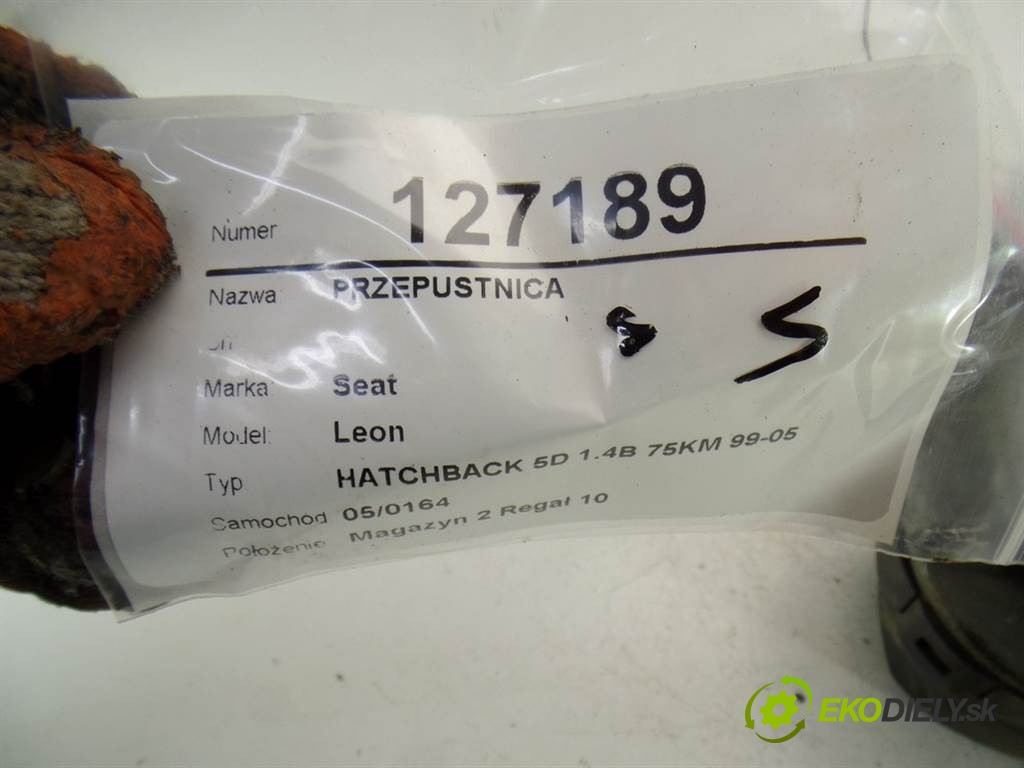 Numer 127189
Nazwa PRZEPUSTNICA
S
Marka Seat
Model: Leon
Typ HATCHBACK 5D 1.4B 75KM 99-05
Samochód 05/0164
Położenie Magazyn 2 Regał 10
EKODIELY.sk